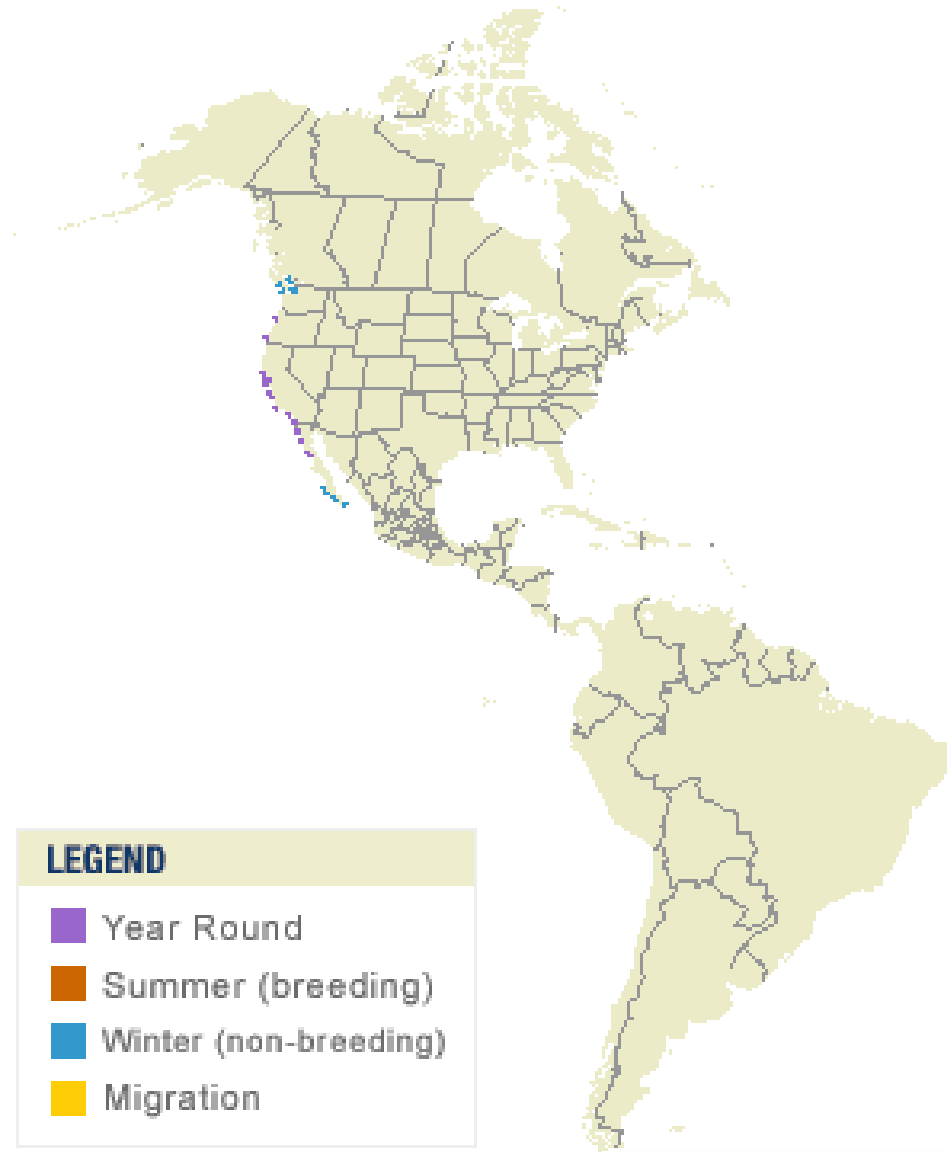 LEGEND
Year Round
Summer (breeding)
Winter (non-breeding)
Migration